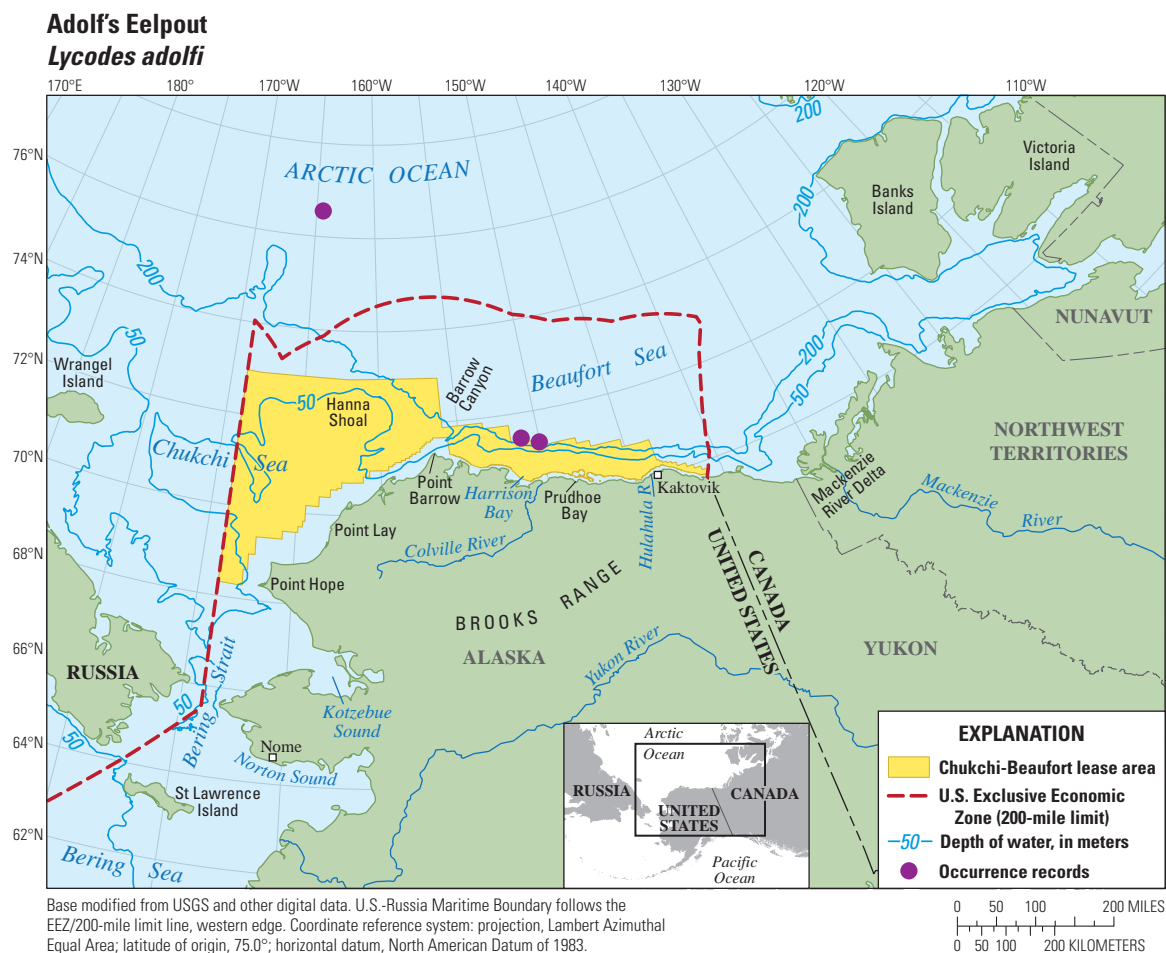 Adolf's Eelpout
Lycodes adolfi
170°E
180°
170°W
160°W
150°W
140°W
130°W
120°W
110°W
76°N
74°N
72°N
70°N
68°N
66°N
64°N
62°N
ARCTIC OCEAN
200
200
200
200
50
50
50
50
50
Victoria
Island
Banks
Island
NUNAVUT
Wrangel
Island
Beaufort Sea
Barrow
Canyon
Hanna
Shoal
Chukchi Sea
NORTHWEST
TERRITORIES
Point
Barrow
Harrison
Bay
Prudhoe
Bay
Hulahula R.
Kaktovik
Mackenzie
River Delta
Mackenzie River
Point Lay
Colville River
Point Hope
BROOKS RANGE
CANADA
UNITED STATES
ALASKA
YUKON
RUSSIA
Bering Strait
Yukon River
Kotzebue
Sound
Nome
Norton Sound
St Lawrence
Island
Bering Sea
Arctic
Ocean
RUSSIA
CANADA
UNITED
STATES
Pacific
Ocean
EXPLANATION
Chukchi-Beaufort lease area
U.S. Exclusive Economic
Zone (200-mile limit)
50 Depth of water, in meters
Occurrence records
Base modified from USGS and other digital data. U.S.-Russia Maritime Boundary follows the
EEZ/200-mile limit line, western edge. Coordinate reference system: projection, Lambert Azimuthal
Equal Area; latitude of origin, 75.0°; horizontal datum, North American Datum of 1983.
0 50 100 200 MILES
0 50 100 200 KILOMETERS